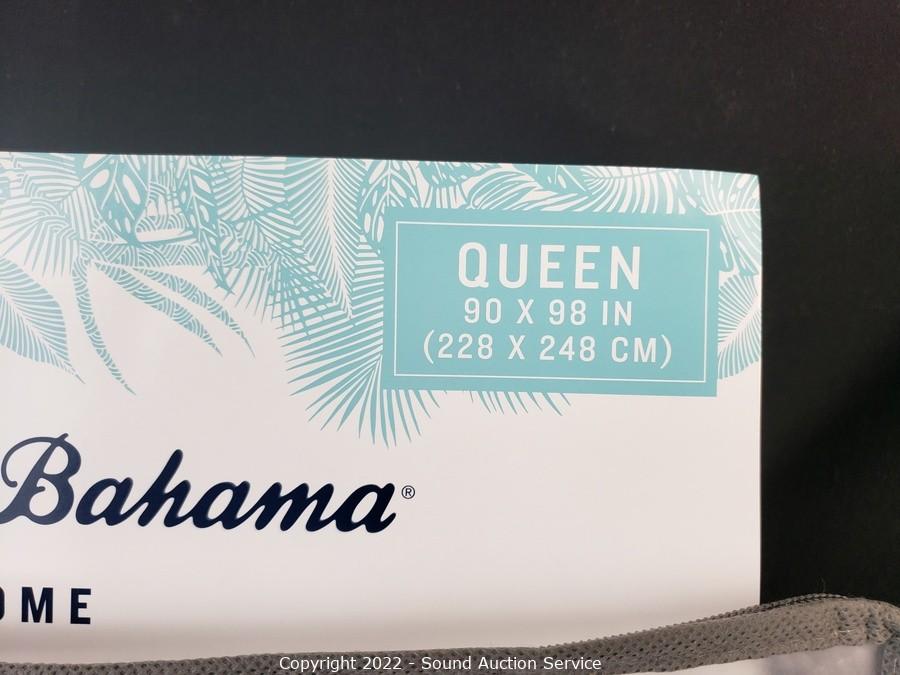 QUEEN
90 X 98 IN
(228 X 248 CM)
Bahama®
OME
Copyright 2022 - Sound Auction Service